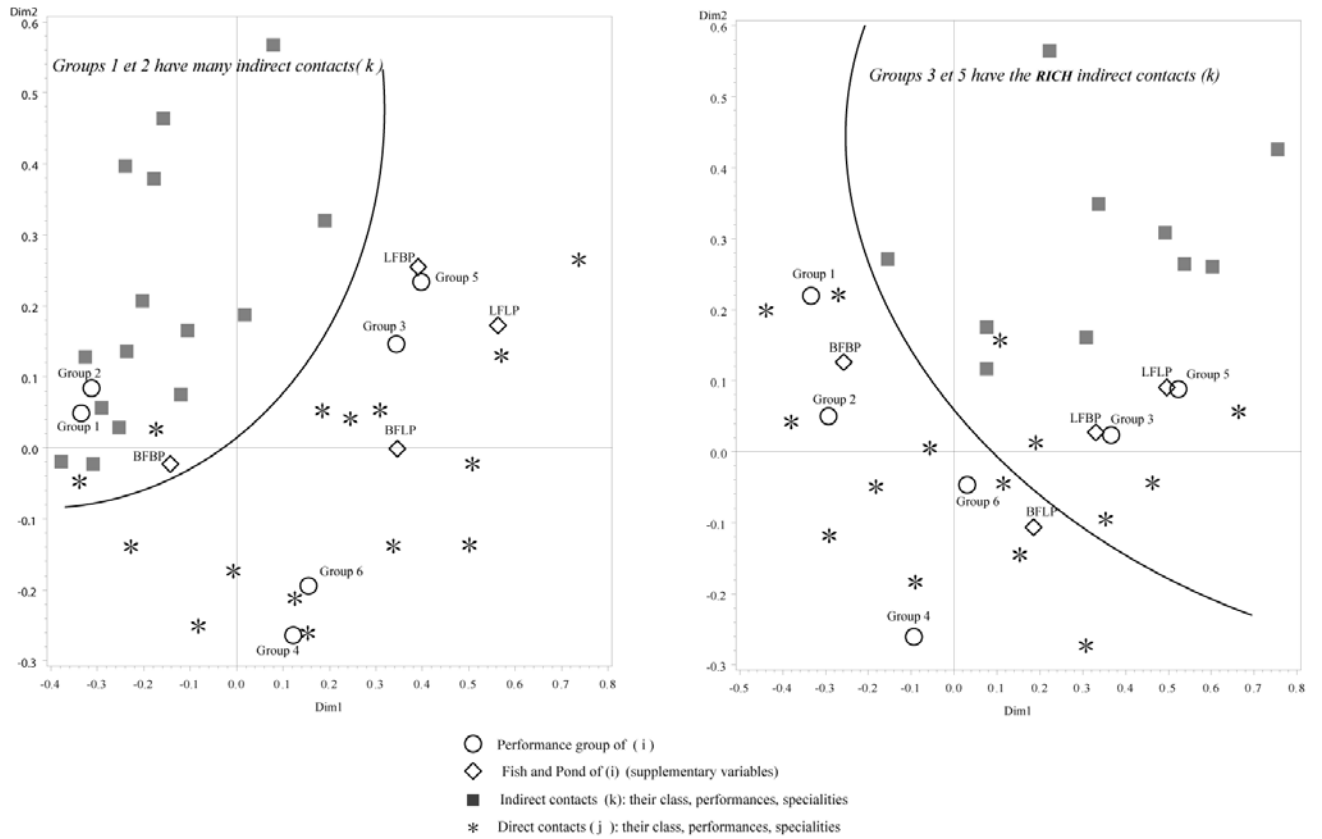 Dim2
0.6
Groups 1 et 2 have many indirect contacts( k )
0.5
0.4
0.3
LFBP
Group 5
LFLP
0.2
Group 3
0.1
Group 2
Group 1
BFLP
0.0
BFBP
-0.1
Group 6
-0.2
Group 4
-0.3
-0.4 -0.3 -0.1 0.0 0.1 0.2 0.3 0.4 0.5 0.6 0.7 0.8
Dim1
Dim2
0.6
Groups 3 et 5 have the RICH indirect contacts (k)
0.5
0.4
0.3
Group 1
0.2
BFBP
LFLP
Group 5
0.1
Group 2
LFBP
Group 3
0.0
Group 6
BFLP
-0.1
-0.2
Group 4
-0.3
-0.5 -0.4 -0.3 -0.1 0.0 0.1 0.2 0.3 0.4 0.5 0.6 0.7 0.8
Dim1
Performance group of ( i )
Fish and Pond of (i) (supplementary variables)
Indirect contacts (k): their class, performances, specialities
Direct contacts ( j ): their class, performances, specialities